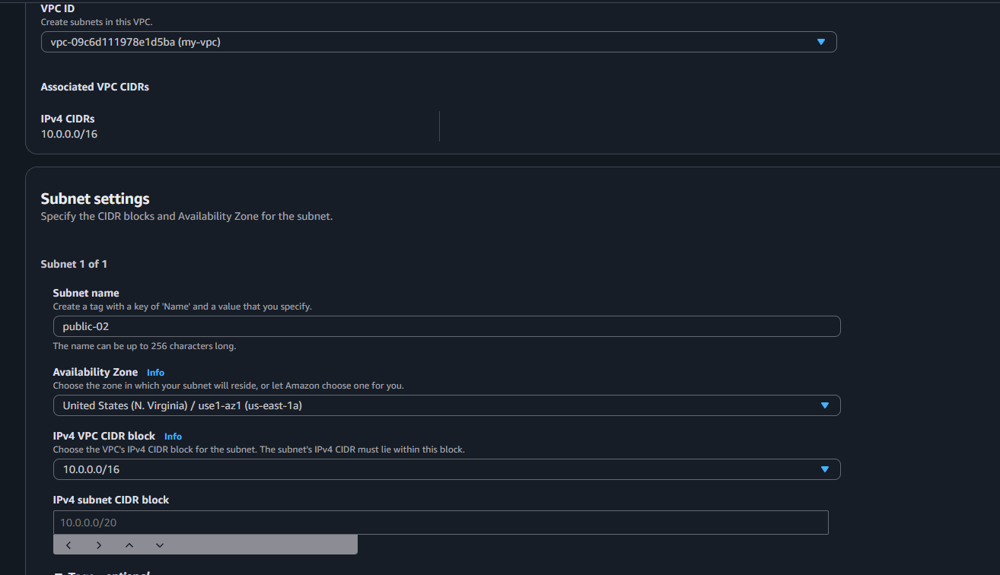 VPC ID
Create subnets in this VPC.
vpc-09c6d111978e1d5ba (my-vpc)
Associated VPC CIDRs
IPv4 CIDRs
10.0.0.0/16
Subnet settings
Specify the CIDR blocks and Availability Zone for the subnet.
Subnet 1 of 1
Subnet name
Create a tag with a key of 'Name' and a value that you specify.
public-02
The name can be up to 256 characters long.
Availability Zone Info
Choose the zone in which your subnet will reside, or let Amazon choose one for you.
United States (N. Virginia) / use1-az1 (us-east-1a)
IPv4 VPC CIDR block Info
Choose the VPC's IPv4 CIDR block for the subnet. The subnet's IPv4 CIDR must lie within this block.
10.0.0.0/16
IPv4 subnet CIDR block
10.0.0.0/20